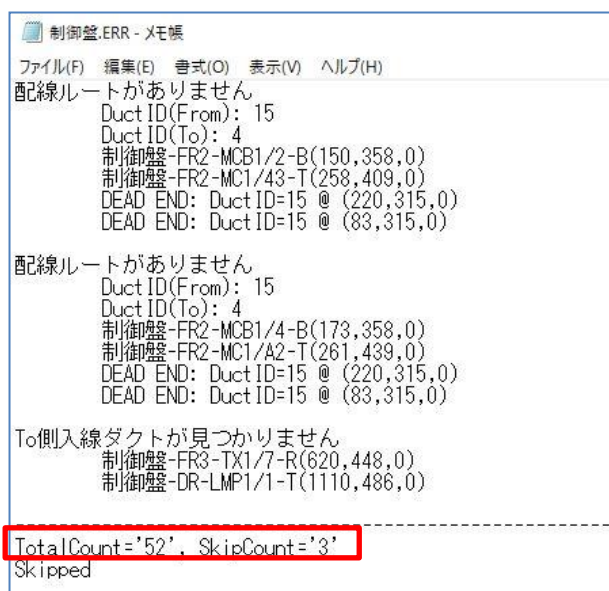 制御盤.ERR - メモ帳
ファイル(F) 編集(E) 書式(O) 表示(V) ヘルプ(H)
配線ルートがありません
DuctID(From): 15
DuctID(To): 4
制御盤-FR2-MCB1/2-B(150,358,0)
制御盤-FR2-MC1/43-T(258,409,0)
DEAD END: DuctID=15 @ (220,315,0)
DEAD END: DuctID=15 @ (83,315,0)
配線ルートがありません
DuctID(From): 15
DuctID(To): 4
制御盤-FR2-MCB1/4-B(173,358,0)
制御盤-FR2-MC1/A2-T(261,439,0)
DEAD END: DuctID=15 @ (220,315,0)
DEAD END: DuctID=15 @ (83,315,0)
To側入線ダクトが見つかりません
制御盤-FR3-TX1/7-R(620,448,0)
制御盤-DR-LMP1/1-T(1110,486,0)
--------------------------------------------------
TotalCount='52', SkipCount='3'
Skipped